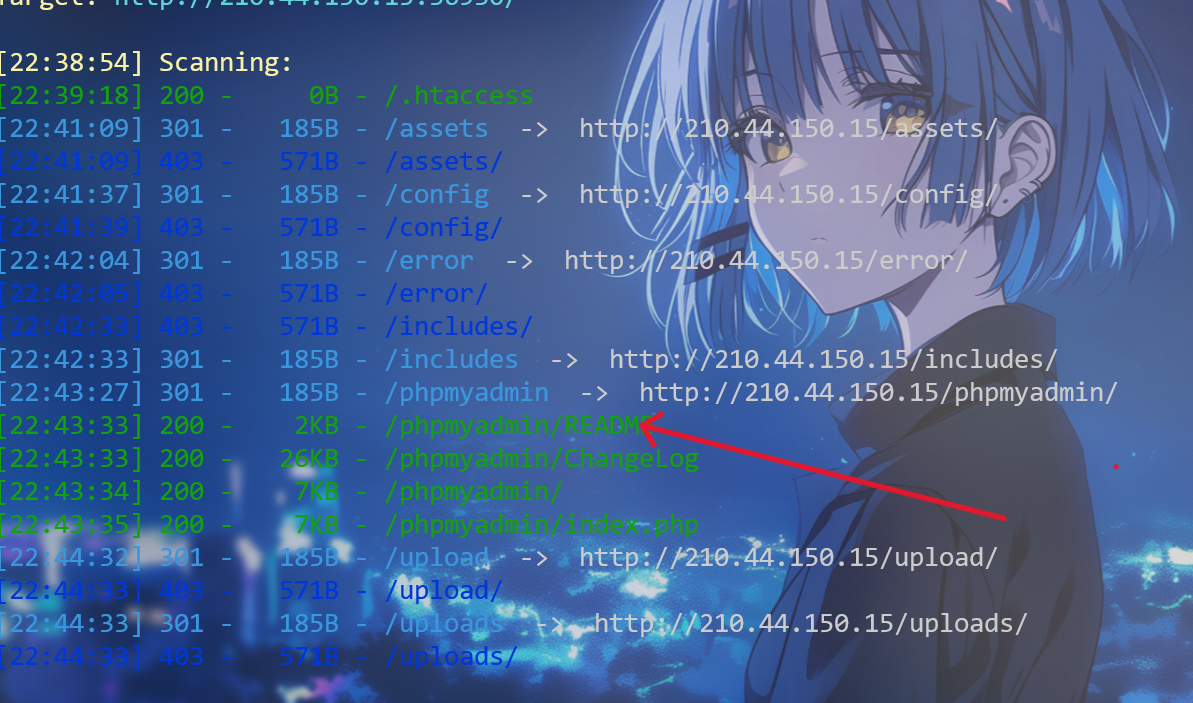 [22:38:54] Scanning:
[22:39:18] 200 -     0B - /.htaccess
[22:41:09] 301 -   185B - /assets  ->  http://210.44.150.15/assets/
[22:41:09] 403 -   571B - /assets/
[22:41:37] 301 -   185B - /config  ->  http://210.44.150.15/config/
[22:41:39] 403 -   571B - /config/
[22:42:04] 301 -   185B - /error  ->  http://210.44.150.15/error/
[22:42:05] 403 -   571B - /error/
[22:42:33] 403 -   571B - /includes/
[22:42:33] 301 -   185B - /includes  ->  http://210.44.150.15/includes/
[22:43:27] 301 -   185B - /phpmyadmin  ->  http://210.44.150.15/phpmyadmin/
[22:43:33] 200 -    2KB - /phpmyadmin/README
[22:43:33] 200 -   26KB - /phpmyadmin/ChangeLog
[22:43:34] 200 -    7KB - /phpmyadmin/
[22:43:35] 200 -    7KB - /phpmyadmin/index.php
[22:44:32] 301 -   185B - /upload  ->  http://210.44.150.15/upload/
[22:44:33] 403 -   571B - /upload/
[22:44:33] 301 -   185B - /uploads  ->  http://210.44.150.15/uploads/
[22:44:33] 403 -   571B - /uploads/